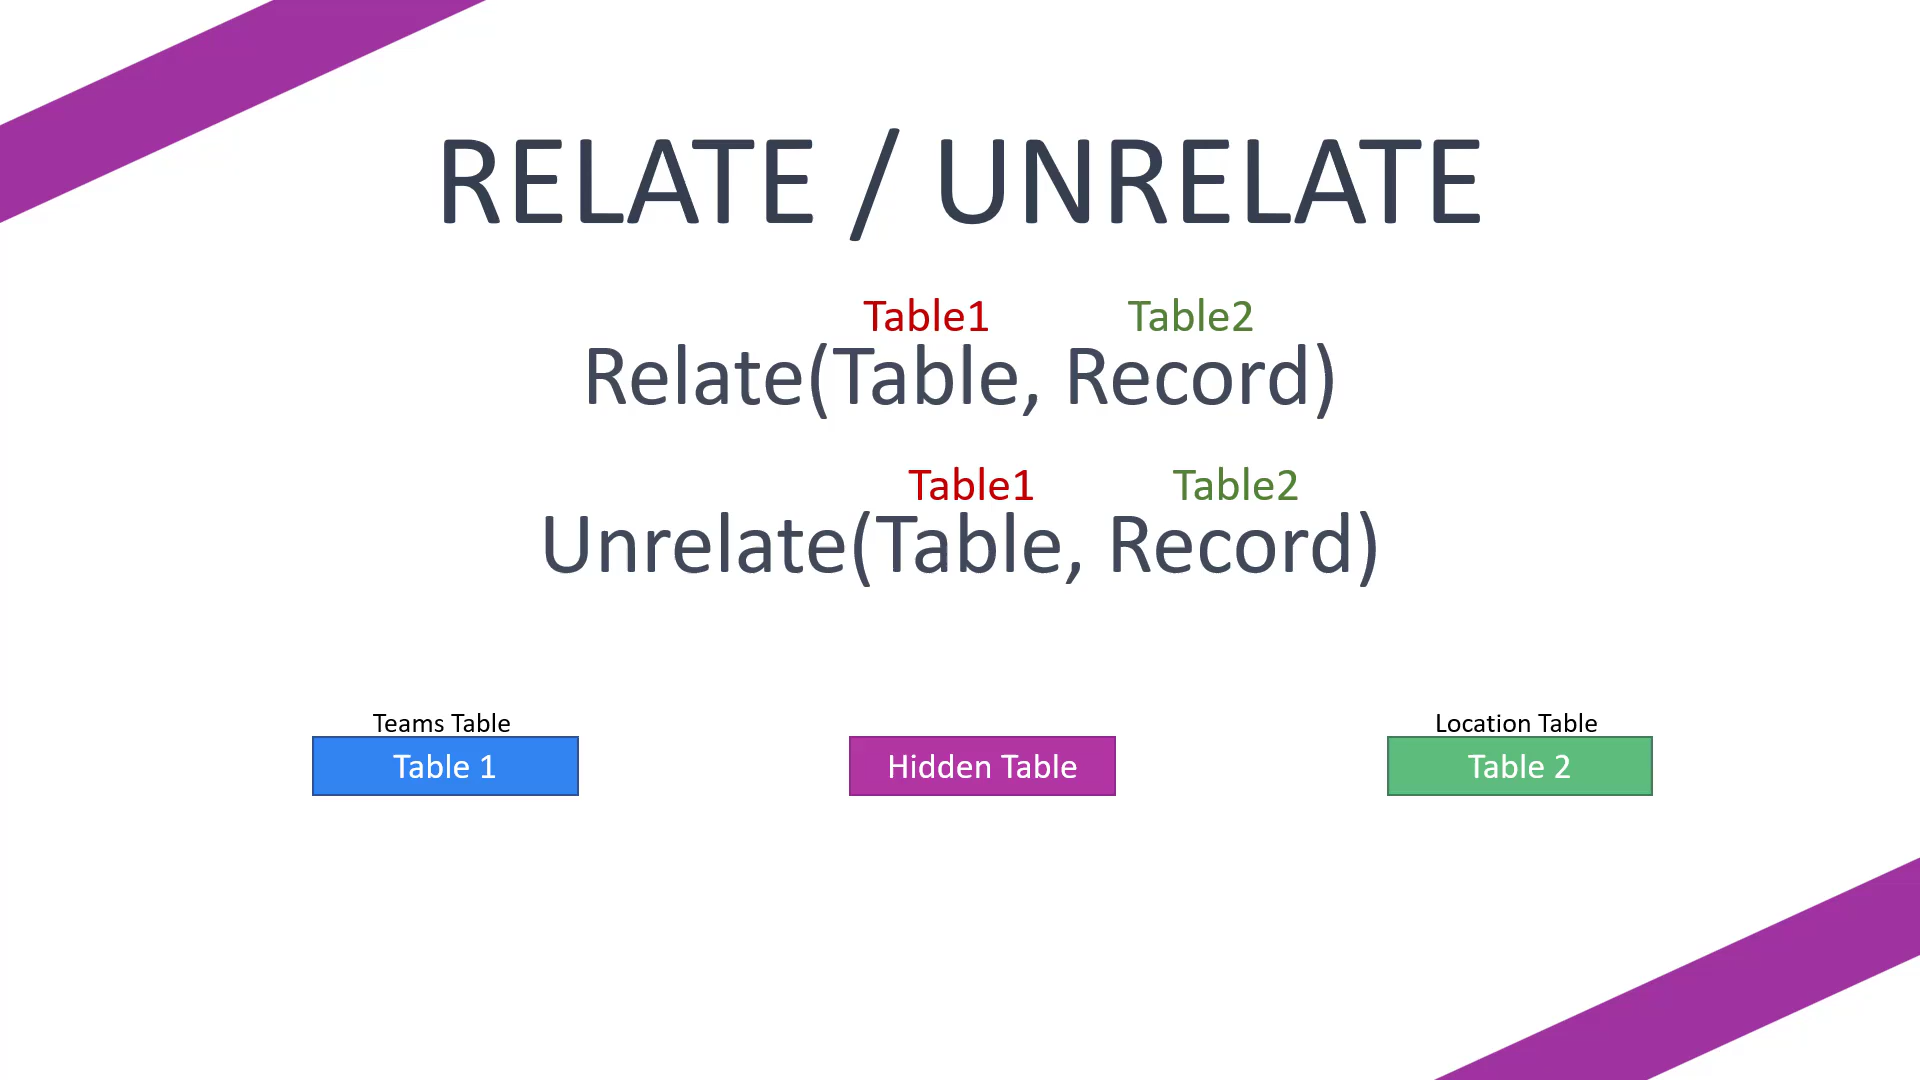 RELATE / UNRELATE
Table1 Table2
Relate(Table, Record)
Table1 Table2
Unrelate(Table, Record)
Teams Table Location Table
Table 1 Hidden Table Table 2